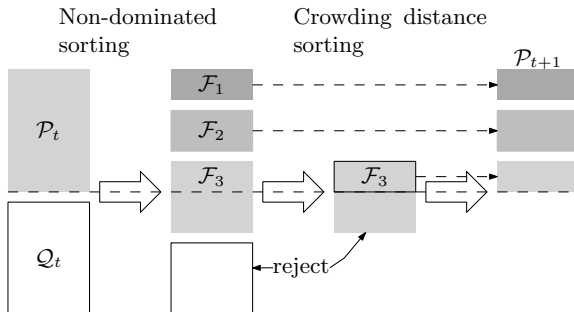 Non-dominated
sorting
Crowding distance
sorting
𝒫ₜ₊₁
ℱ₁
𝒫ₜ
ℱ₂
ℱ₃
ℱ₃
𝒬ₜ
reject